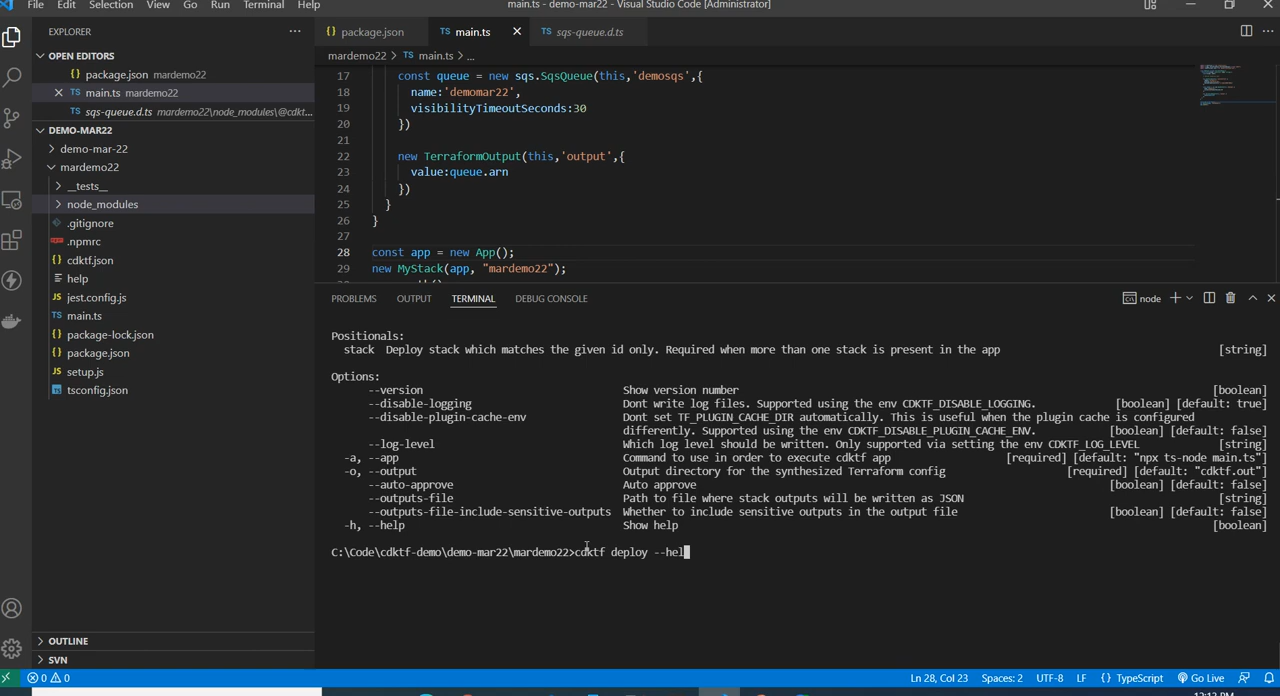 File Edit Selection View Go Run Terminal Help
main.ts - demo-mar22 - Visual Studio Code [Administrator]
EXPLORER
OPEN EDITORS
{} package.json mardemo22
TS main.ts mardemo22
TS sqs-queue.d.ts mardemo22\node_modules\@cdkt...
DEMO-MAR22
demo-mar-22
mardemo22
__tests__
node_modules
.gitignore
.npmrc
cdktf.json
help
JS jest.config.js
TS main.ts
{} package-lock.json
{} package.json
JS setup.js
tsconfig.json
OUTLINE
SVN
{} package.json
TS main.ts
TS sqs-queue.d.ts
mardemo22 > TS main.ts > ...
17 const queue = new sqs.SqsQueue(this,'demosqs',{
18 name:'demomar22',
19 visibilityTimeoutSeconds:30
20 })
21
22 new TerraformOutput(this,'output',{
23 value:queue.arn
24 })
25 }
26 }
27
28 const app = new App();
29 new MyStack(app, "mardemo22");
PROBLEMS OUTPUT TERMINAL DEBUG CONSOLE
node
Positionals:
stack Deploy stack which matches the given id only. Required when more than one stack is present in the app [string]
Options:
--version Show version number [boolean]
--disable-logging Dont write log files. Supported using the env CDKTF_DISABLE_LOGGING. [boolean] [default: true]
--disable-plugin-cache-env Dont set TF_PLUGIN_CACHE_DIR automatically. This is useful when the plugin cache is configured
differently. Supported using the env CDKTF_DISABLE_PLUGIN_CACHE_ENV. [boolean] [default: false]
--log-level Which log level should be written. Only supported via setting the env CDKTF_LOG_LEVEL [string]
-a, --app Command to use in order to execute cdktf app [required] [default: "npx ts-node main.ts"]
-o, --output Output directory for the synthesized Terraform config [required] [default: "cdktf.out"]
--auto-approve Auto approve [boolean] [default: false]
--outputs-file Path to file where stack outputs will be written as JSON [string]
--outputs-file-include-sensitive-outputs Whether to include sensitive outputs in the output file [boolean] [default: false]
-h, --help Show help [boolean]
C:\Code\cdktf-demo\demo-mar22\mardemo22>cdktf deploy --hel
0 0
Ln 28, Col 23 Spaces: 2 UTF-8 LF {} TypeScript Go Live